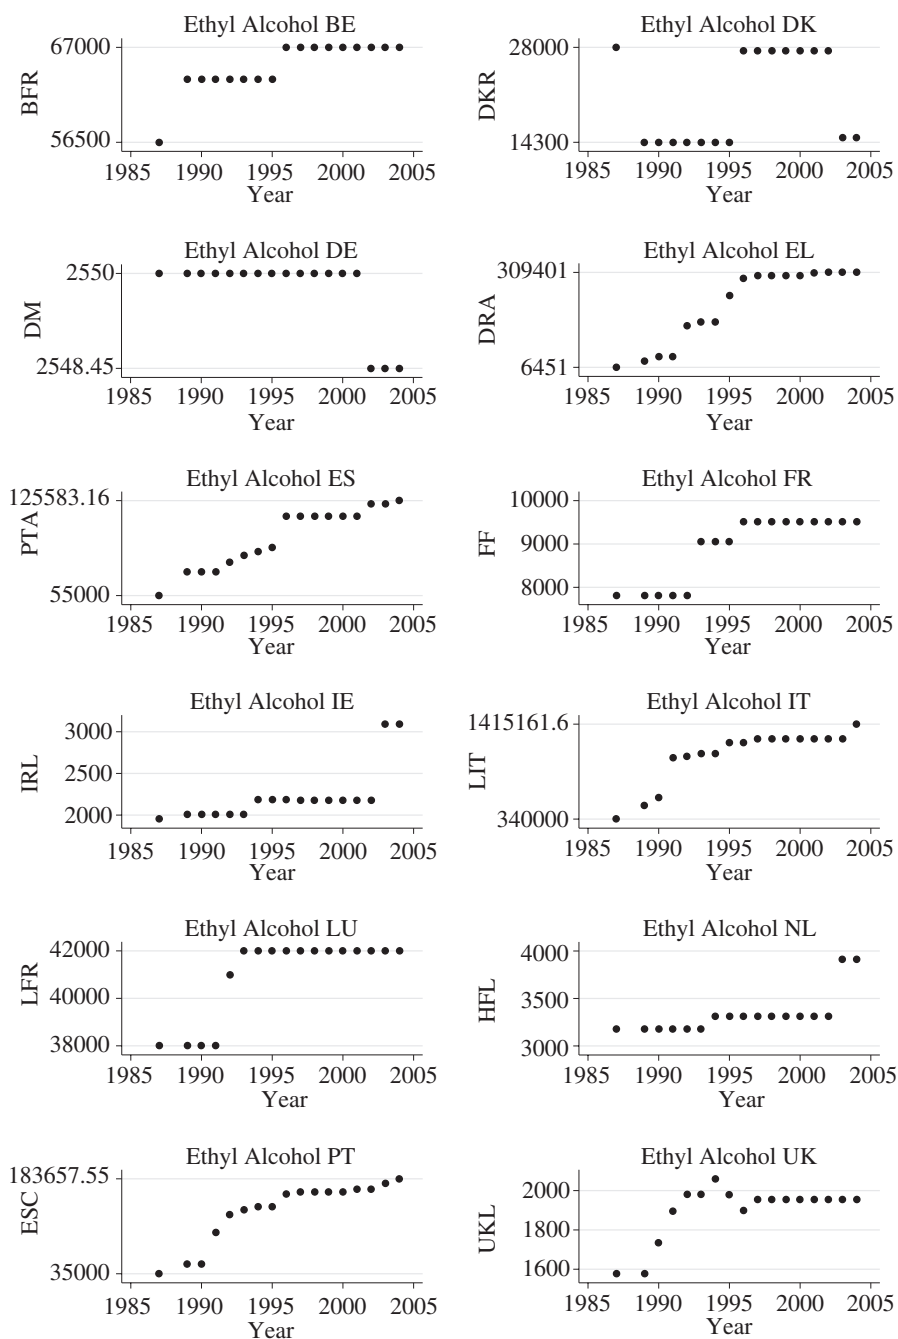 Ethyl Alcohol BE
67000
BFR
56500
1985 1990 1995 2000 2005
Year
Ethyl Alcohol DK
28000
DKR
14300
1985 1990 1995 2000 2005
Year
Ethyl Alcohol DE
2550
DM
2548.45
1985 1990 1995 2000 2005
Year
Ethyl Alcohol EL
309401
DRA
6451
1985 1990 1995 2000 2005
Year
Ethyl Alcohol ES
125583.16
PTA
55000
1985 1990 1995 2000 2005
Year
Ethyl Alcohol FR
10000
FF
9000
8000
1985 1990 1995 2000 2005
Year
Ethyl Alcohol IE
3000
IRL
2500
2000
1985 1990 1995 2000 2005
Year
Ethyl Alcohol IT
1415161.6
LIT
340000
1985 1990 1995 2000 2005
Year
Ethyl Alcohol LU
42000
LFR
40000
38000
1985 1990 1995 2000 2005
Year
Ethyl Alcohol NL
4000
HFL
3500
3000
1985 1990 1995 2000 2005
Year
Ethyl Alcohol PT
183657.55
ESC
35000
1985 1990 1995 2000 2005
Year
Ethyl Alcohol UK
2000
UKL
1800
1600
1985 1990 1995 2000 2005
Year